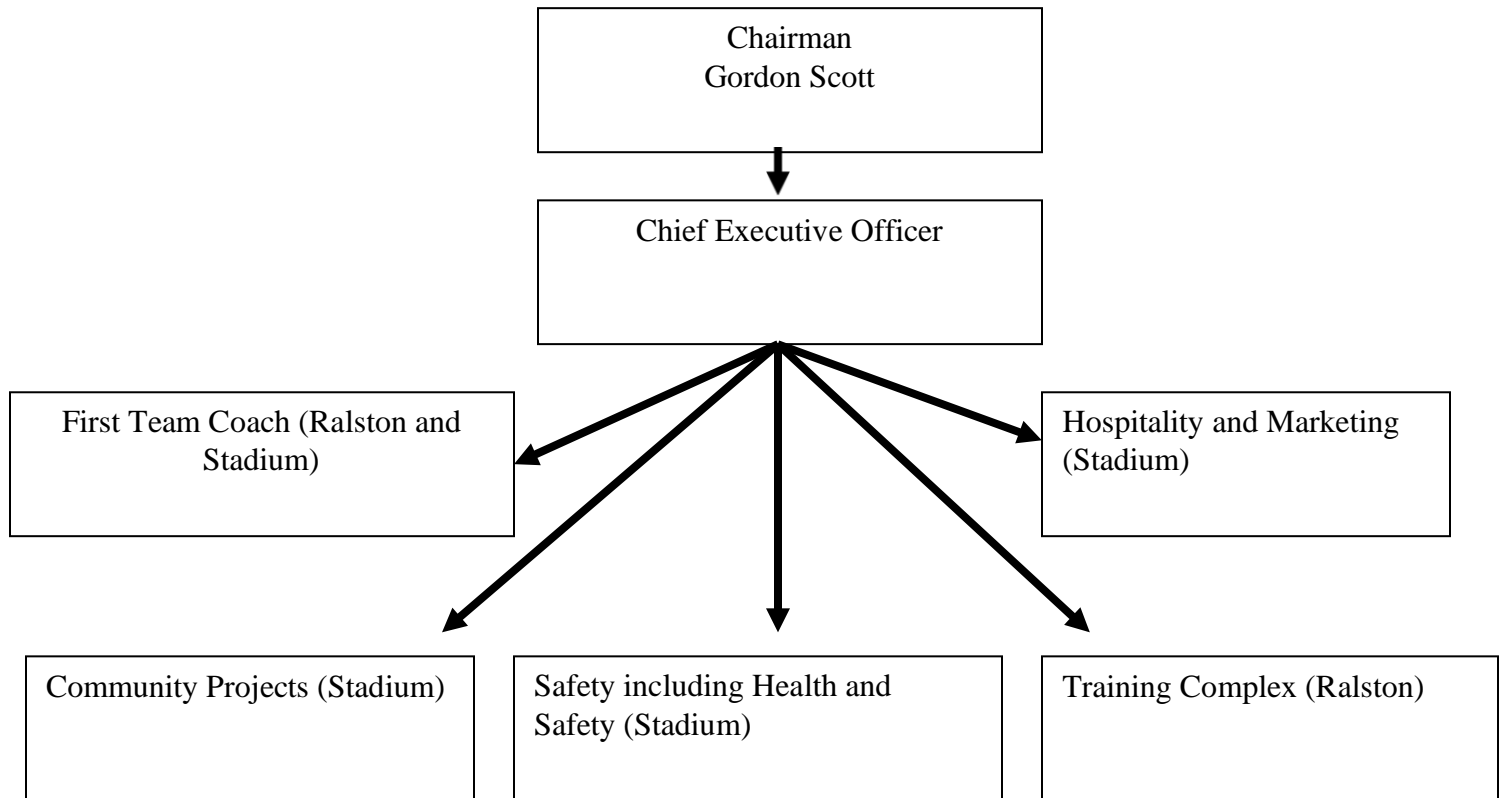 Chairman
Gordon Scott
Chief Executive Officer
First Team Coach (Ralston and
Stadium)
Hospitality and Marketing
(Stadium)
Community Projects (Stadium)
Safety including Health and
Safety (Stadium)
Training Complex (Ralston)